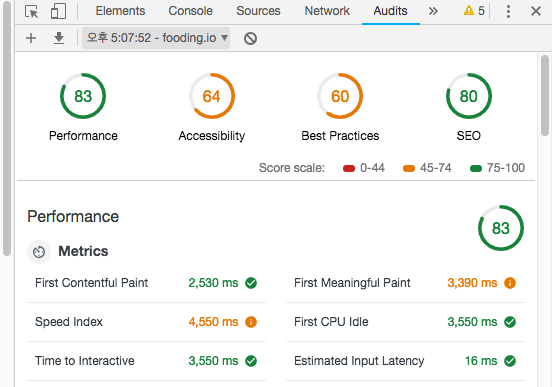 Elements Console Sources Network Audits » 5
오후 5:07:52 - fooding.io
83 64 60 80
Performance Accessibility Best Practices SEO
Score scale: 0-44 45-74 75-100
Performance 83
Metrics
First Contentful Paint 2,530 ms First Meaningful Paint 3,390 ms
Speed Index 4,550 ms First CPU Idle 3,550 ms
Time to Interactive 3,550 ms Estimated Input Latency 16 ms